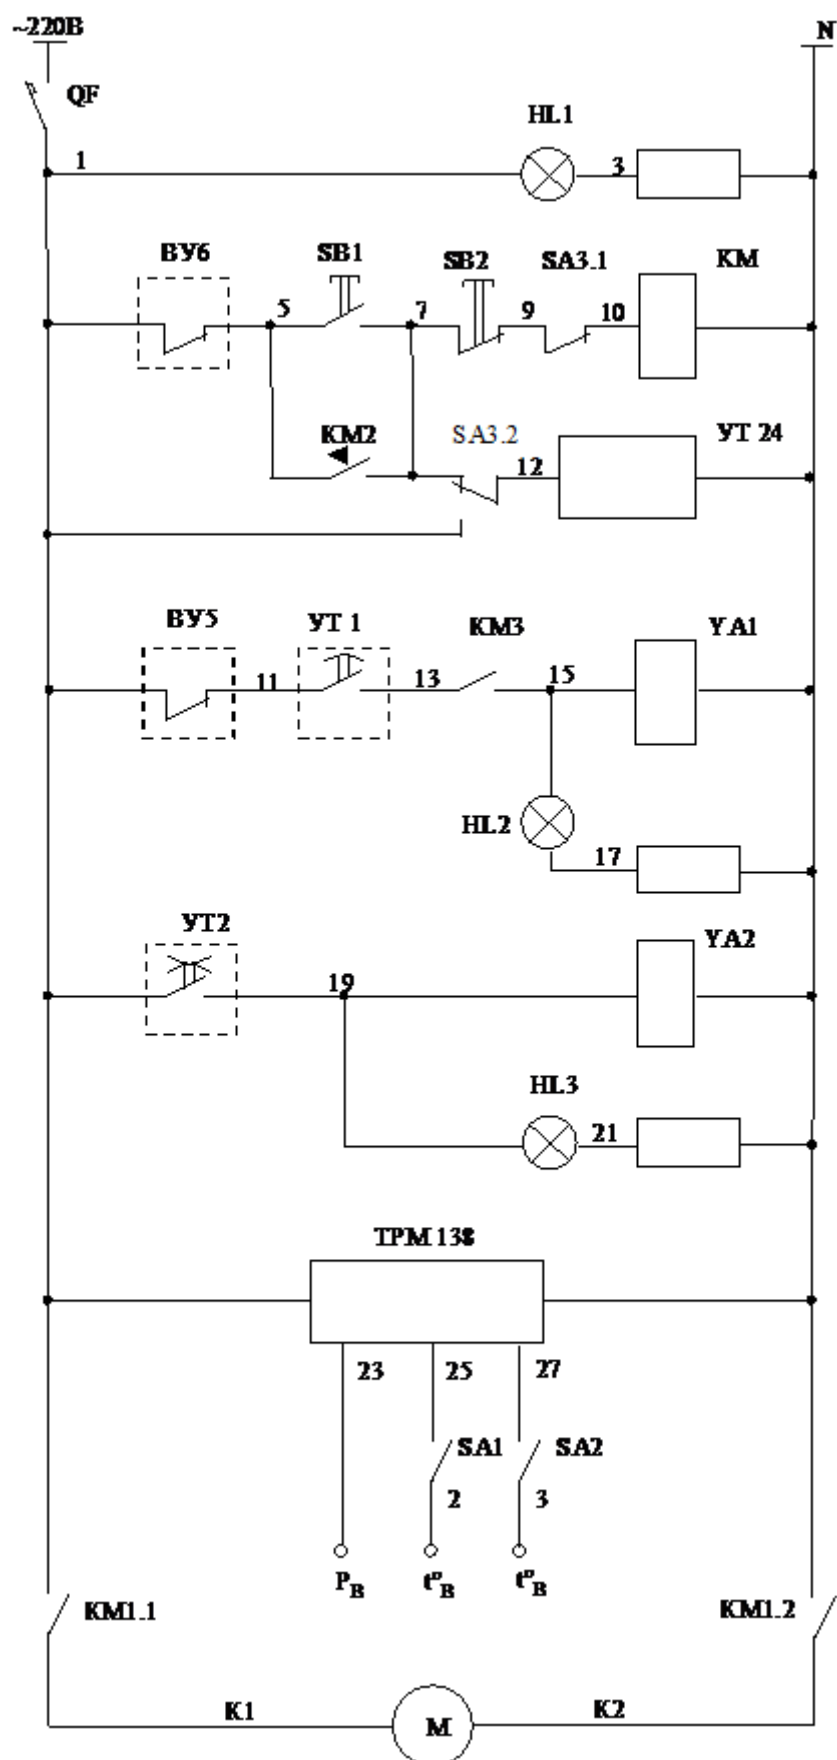 ~220В N
QF
HL1
1 3
ВУ6 SB1 SB2 SA3.1 КМ
5 7 9 10
КМ2 SA3.2 УТ 24
12
ВУ5 УТ 1 КМ3 YA1
11 13 15
HL2
17
УТ2 YA2
19
HL3
21
ТРМ 138
23 25 27
SA1 SA2
2 3
PB t°B t°B
КМ1.1 КМ1.2
К1 М К2